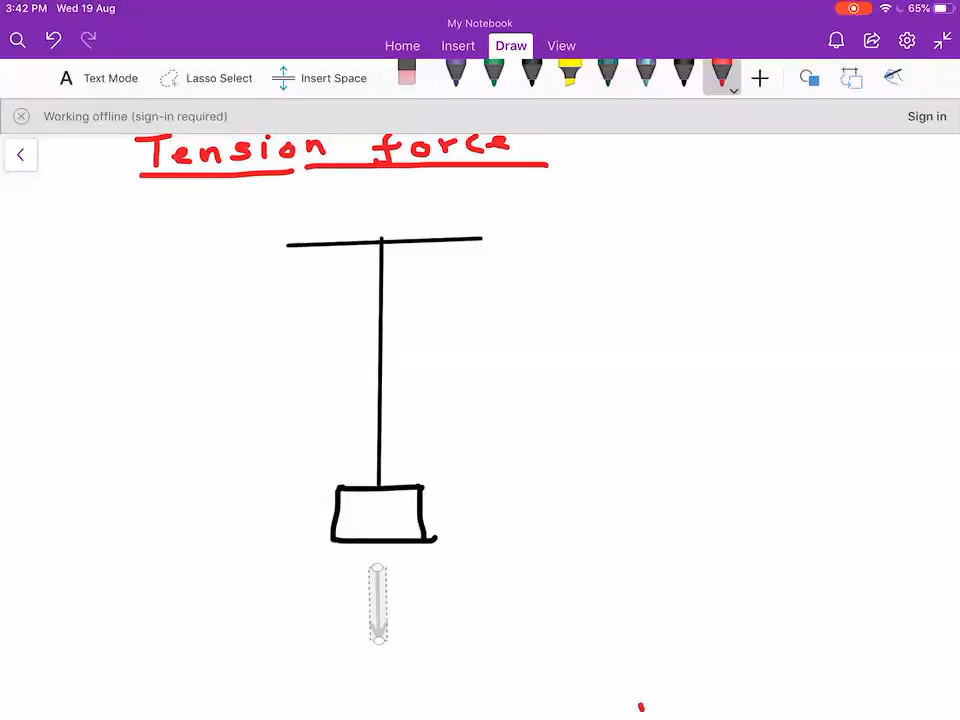 3:42 PM Wed 19 Aug
65%
My Notebook
Home Insert Draw View
Text Mode Lasso Select Insert Space
Working offline (sign-in required) Sign in
Tension force